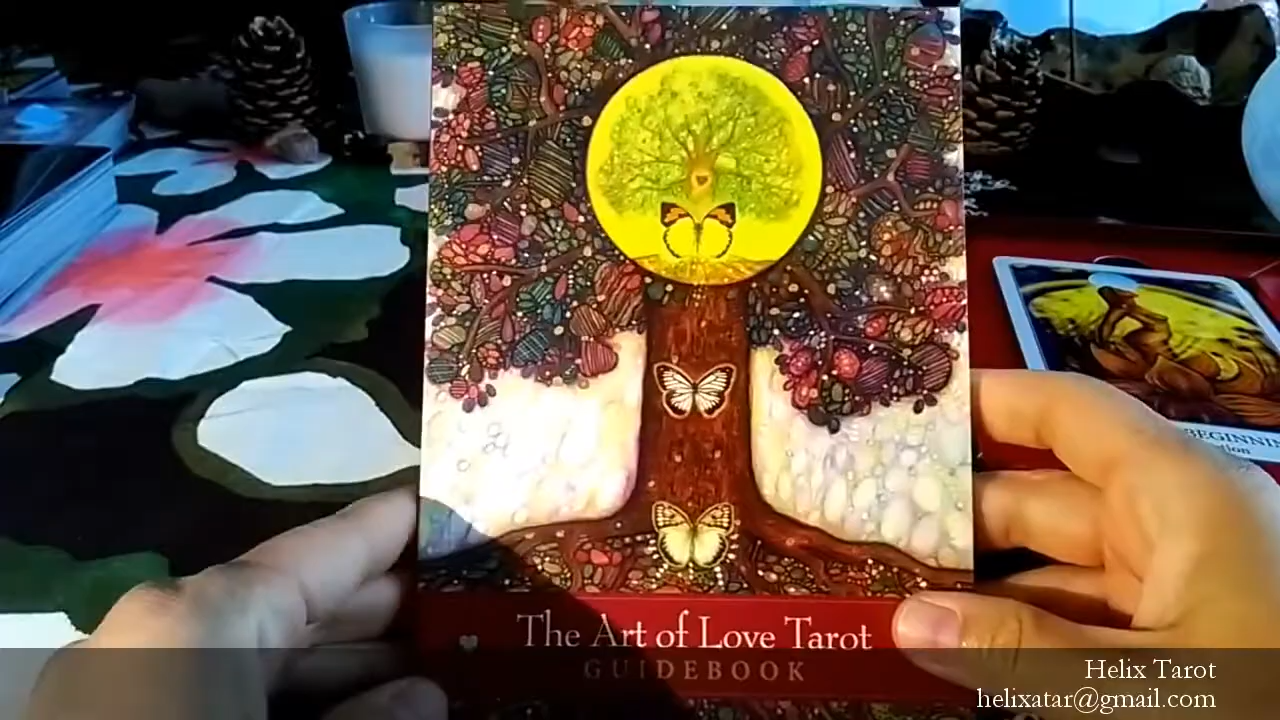 BEGINNIN
The Art of Love Tarot
GUIDEBOOK
Helix Tarot
helixatar@gmail.com